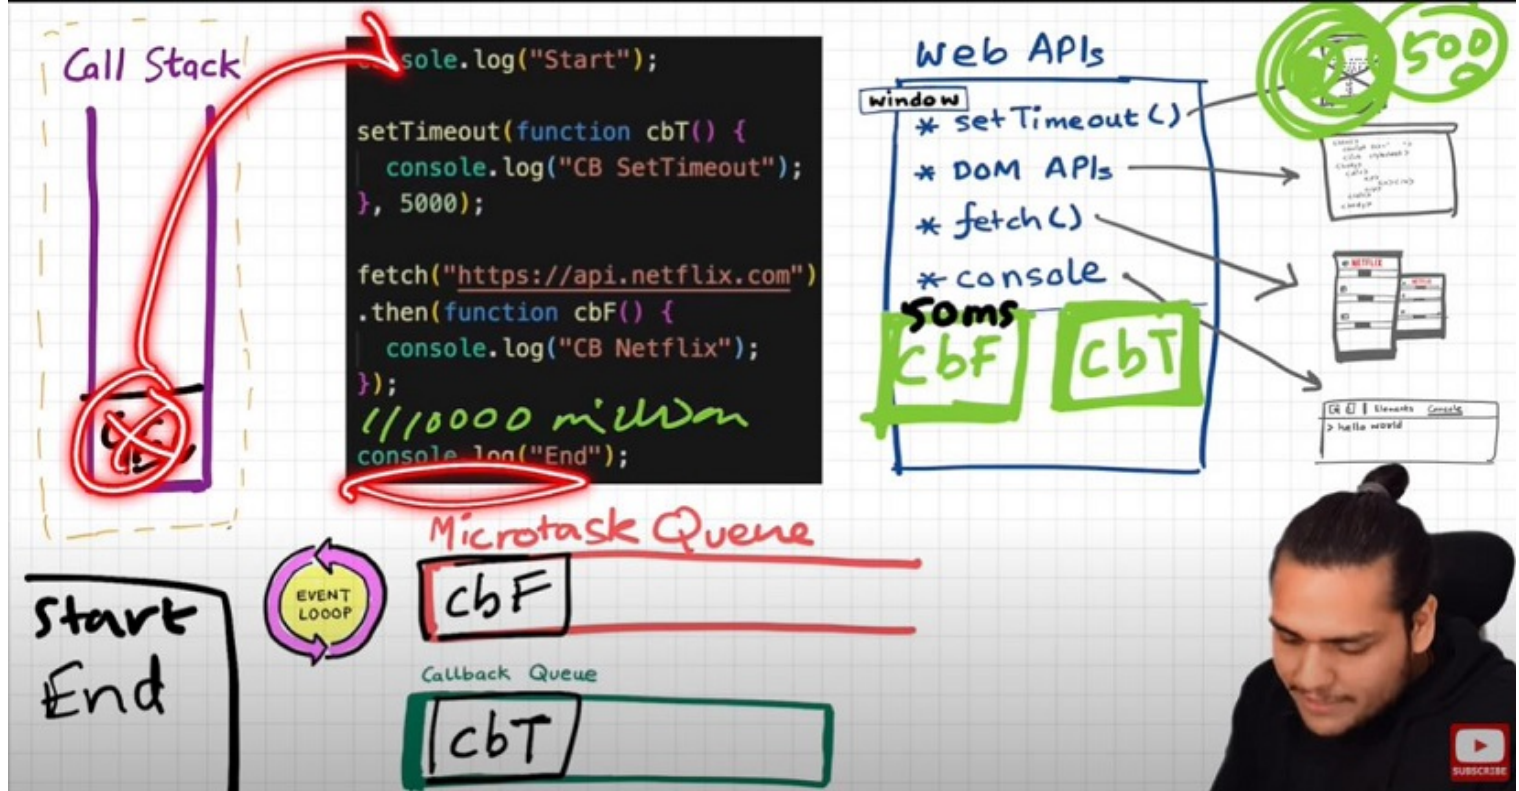 Call Stack
console.log("Start");
setTimeout(function cbT() {
console.log("CB SetTimeout");
}, 5000);
fetch("https://api.netflix.com")
.then(function cbF() {
console.log("CB Netflix");
});
//10000 million
console.log("End");
Web APIs
window
* setTimeout()
* DOM APIs
* fetch()
* console
50ms
CbF
CbT
5000
NETFLIX
Elements Console
> hello world
Microtask Queue
cbF
EVENT
LOOOP
Callback Queue
cbT
Start
End
SUBSCRIBE